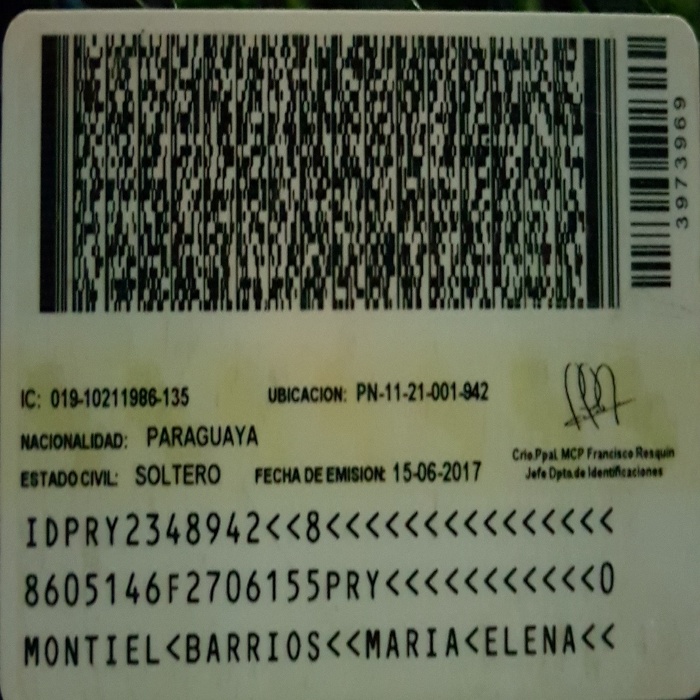 3973969
IC: 019-10211986-135 UBICACION: PN-11-21-001-942
NACIONALIDAD: PARAGUAYA
ESTADO CIVIL: SOLTERO FECHA DE EMISION: 15-06-2017
Crio.Ppal. MCP Francisco Resquin
Jefe Dpto.de Identificaciones
IDPRY2348942<<8<<<<<<<<<<<<<<<
8605146F2706155PRY<<<<<<<<<<<0
MONTIEL<BARRIOS<<MARIA<ELENA<<